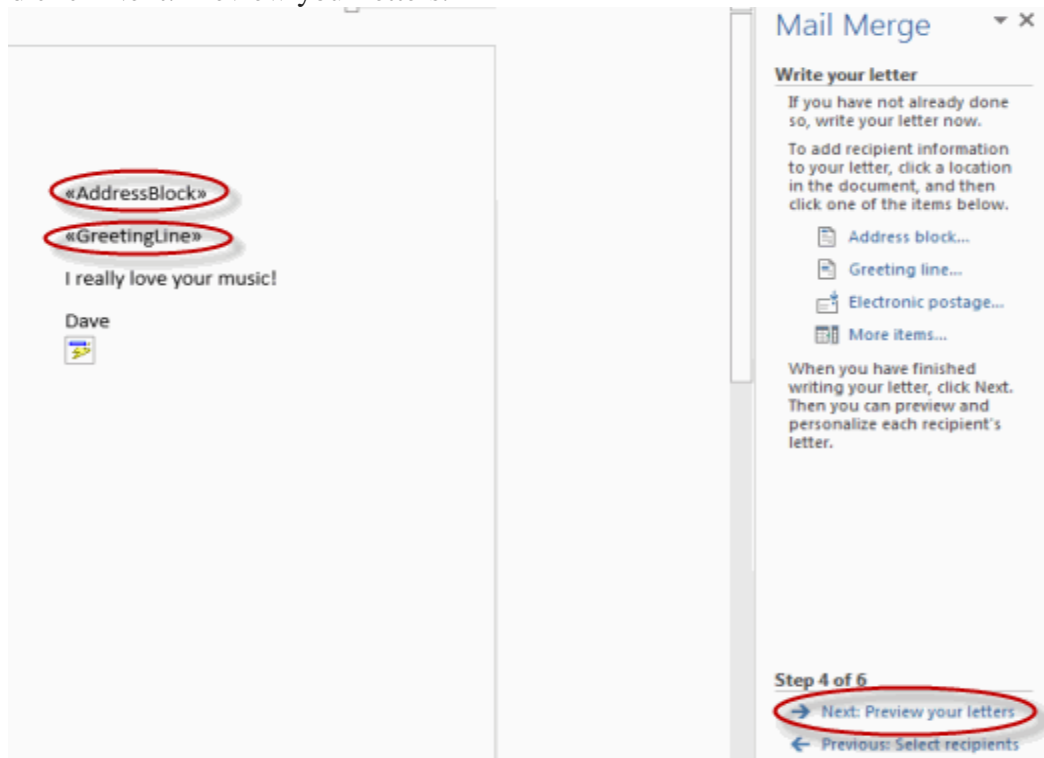 your letters.
«AddressBlock»
«GreetingLine»
I really love your music!
Dave
Mail Merge
Write your letter
If you have not already done
so, write your letter now.
To add recipient information
to your letter, click a location
in the document, and then
click one of the items below.
Address block...
Greeting line...
Electronic postage...
More items...
When you have finished
writing your letter, click Next.
Then you can preview and
personalize each recipient's
letter.
Step 4 of 6
Next: Preview your letters
Previous: Select recipients